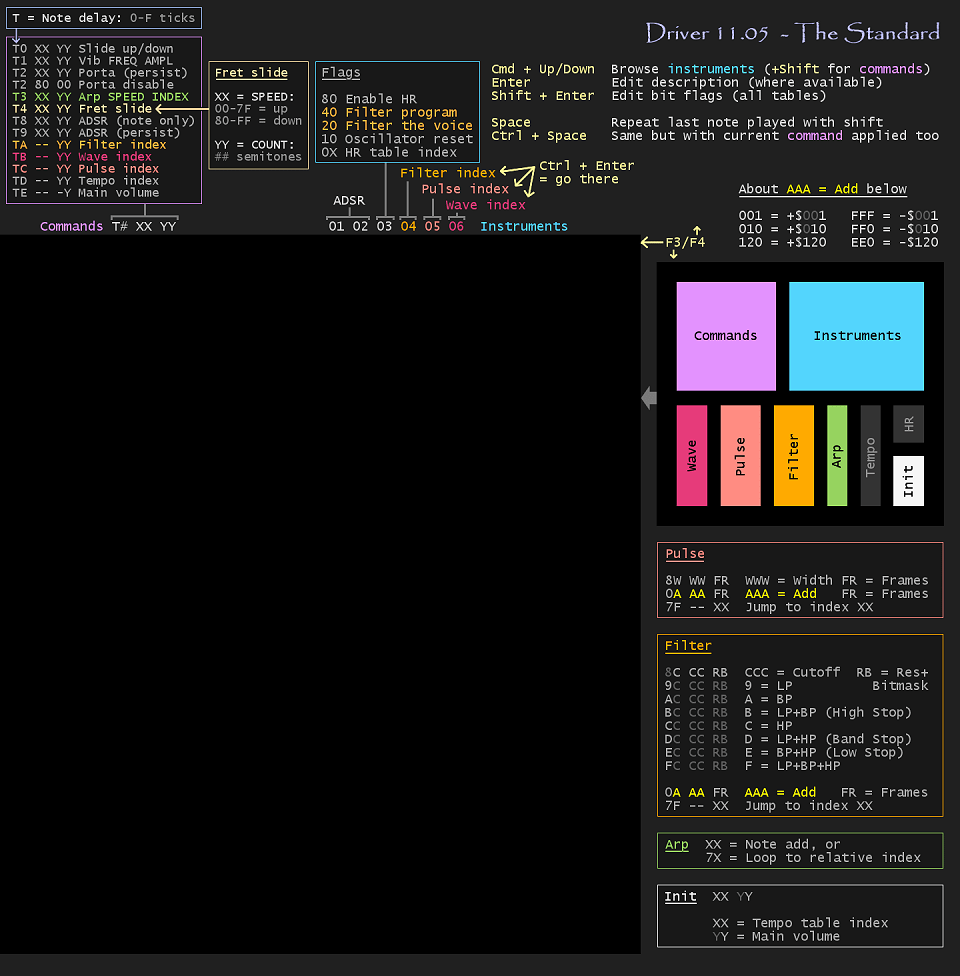 T = Note delay: 0-F ticks
Driver 11.05 - The Standard
T0 XX YY Slide up/down
T1 XX YY Vib FREQ AMPL
T2 XX YY Porta (persist)
T2 80 00 Porta disable
T3 XX YY Arp SPEED INDEX
T4 XX YY Fret slide
T8 XX YY ADSR (note only)
T9 XX YY ADSR (persist)
TA -- YY Filter index
TB -- YY Wave index
TC -- YY Pulse index
TD -- YY Tempo index
TE -- -Y Main volume
Commands T# XX YY
Fret slide
XX = SPEED:
00-7F = up
80-FF = down
YY = COUNT:
## semitones
Flags
80 Enable HR
40 Filter program
20 Filter the voice
10 Oscillator reset
0X HR table index
Filter index
Pulse index
Wave index
Ctrl + Enter
= go there
ADSR
01 02 03 04 05 06 Instruments
Cmd + Up/Down Browse instruments (+Shift for commands)
Enter Edit description (where available)
Shift + Enter Edit bit flags (all tables)
Space Repeat last note played with shift
Ctrl + Space Same but with current command applied too
About AAA = Add below
001 = +$001 FFF = -$001
010 = +$010 FF0 = -$010
120 = +$120 EE0 = -$120
F3/F4
Commands Instruments
Wave Pulse Filter Arp Tempo HR
Init
Pulse
8W WW FR WWW = Width FR = Frames
0A AA FR AAA = Add FR = Frames
7F -- XX Jump to index XX
Filter
8C CC RB CCC = Cutoff RB = Res+
9C CC RB 9 = LP Bitmask
AC CC RB A = BP
BC CC RB B = LP+BP (High Stop)
CC CC RB C = HP
DC CC RB D = LP+HP (Band Stop)
EC CC RB E = BP+HP (Low Stop)
FC CC RB F = LP+BP+HP
0A AA FR AAA = Add FR = Frames
7F -- XX Jump to index XX
Arp XX = Note add, or
7X = Loop to relative index
Init XX YY
XX = Tempo table index
YY = Main volume